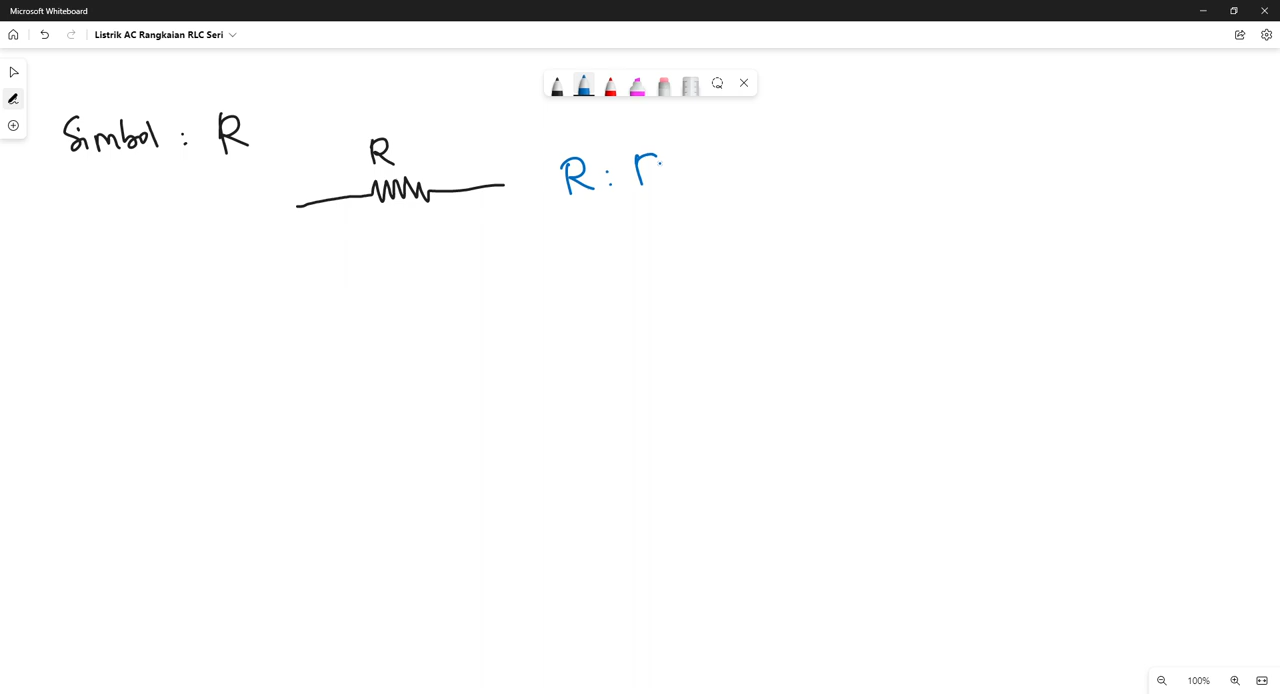 Microsoft Whiteboard
Listrik AC Rangkaian RLC Seri
Simbol : R
R
R : r
100%